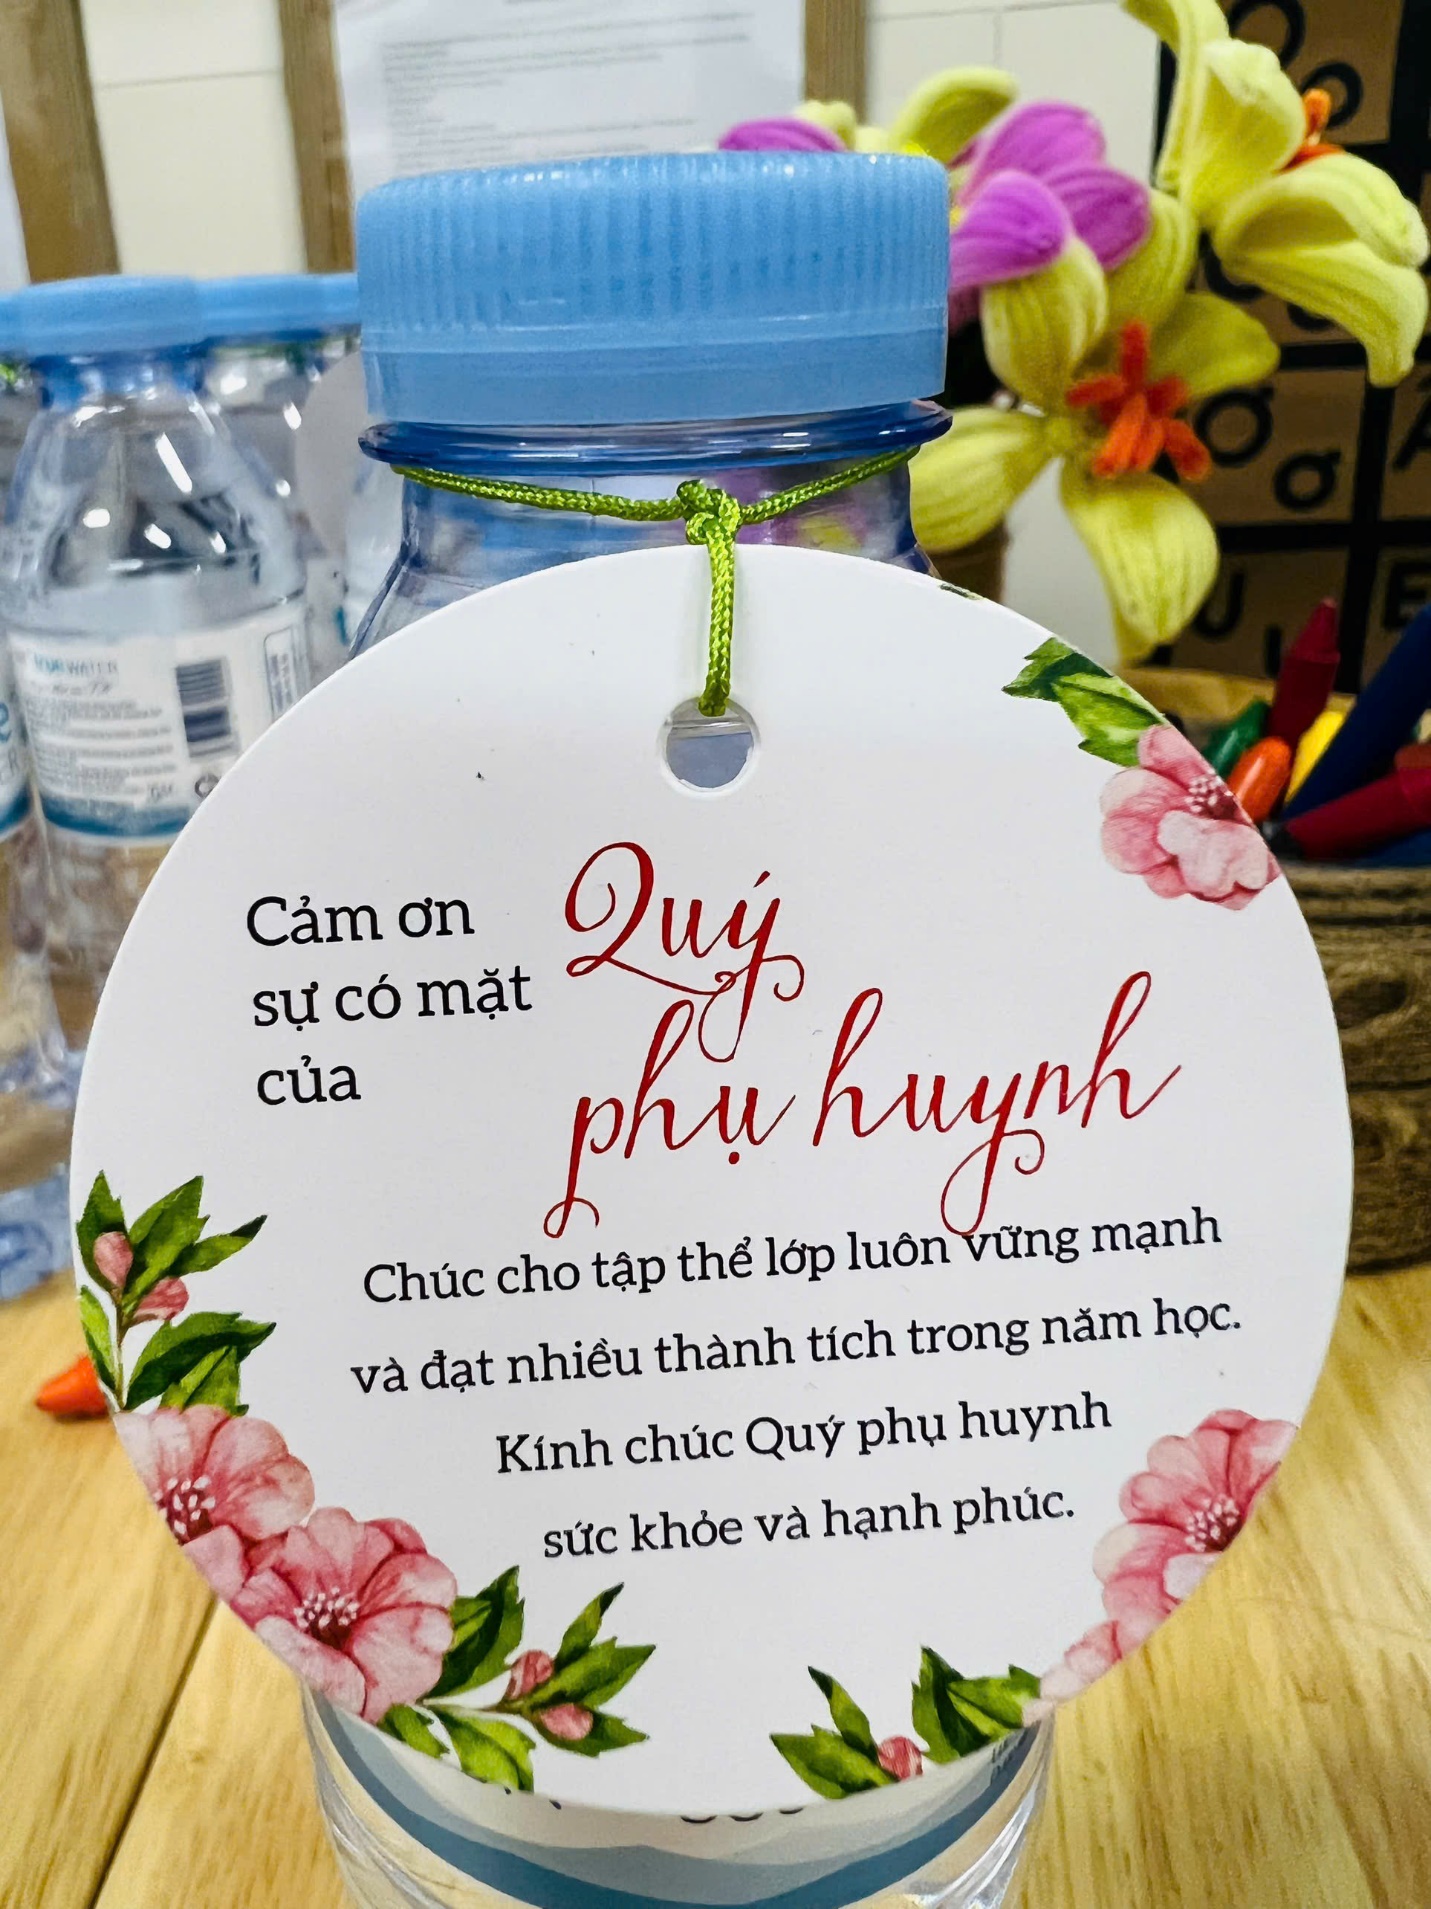 Cảm ơn
sự có mặt
của
Quý
phụ huynh
Chúc cho tập thể lớp luôn vững mạnh
và đạt nhiều thành tích trong năm học.
Kính chúc Quý phụ huynh
sức khỏe và hạnh phúc.
WATER
Ơ
ơ
U
E